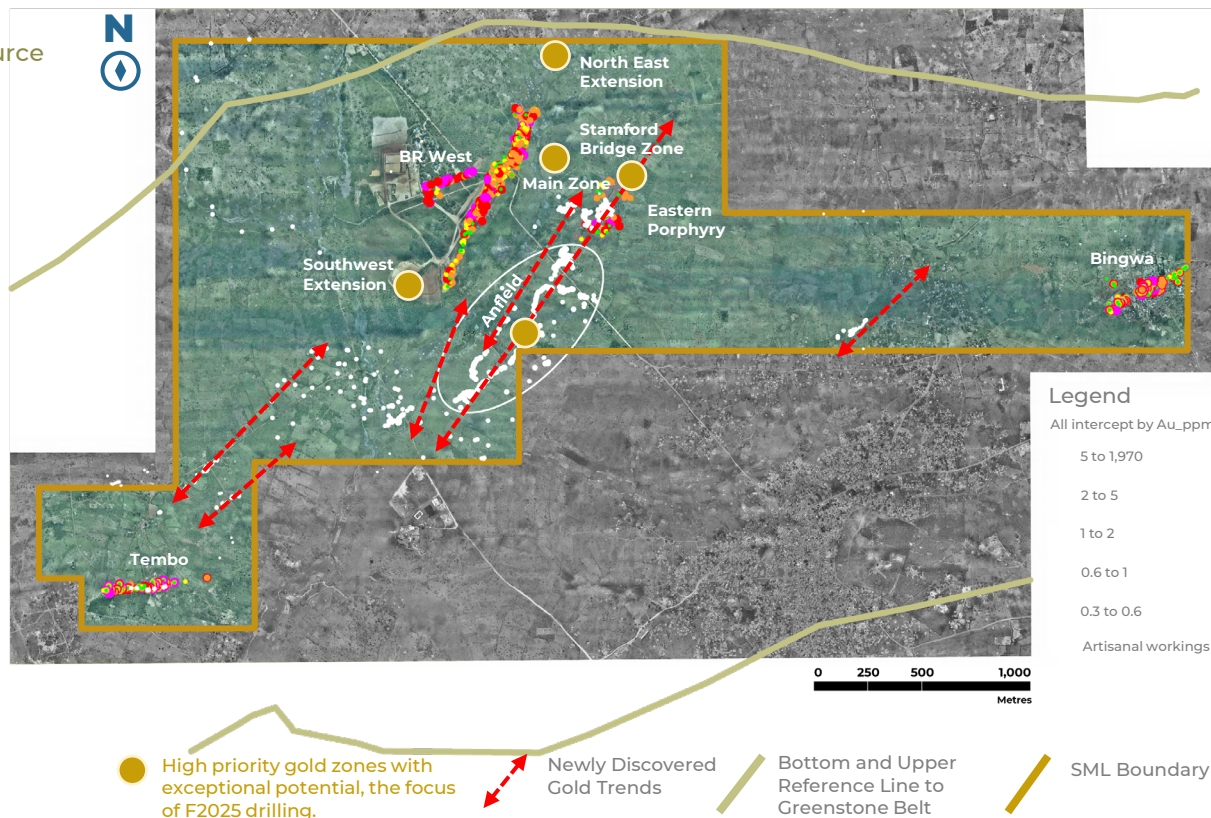 N
North East
Extension
Stamford
Bridge Zone
BR West
Main Zone
Eastern
Porphyry
Southwest
Extension
Anfield
Bingwa
Tembo
Legend
All intercept by Au_ppm
5 to 1,970
2 to 5
1 to 2
0.6 to 1
0.3 to 0.6
Artisanal workings
0 250 500 1,000
Metres
High priority gold zones with
exceptional potential, the focus
of F2025 drilling.
Newly Discovered
Gold Trends
Bottom and Upper
Reference Line to
Greenstone Belt
SML Boundary